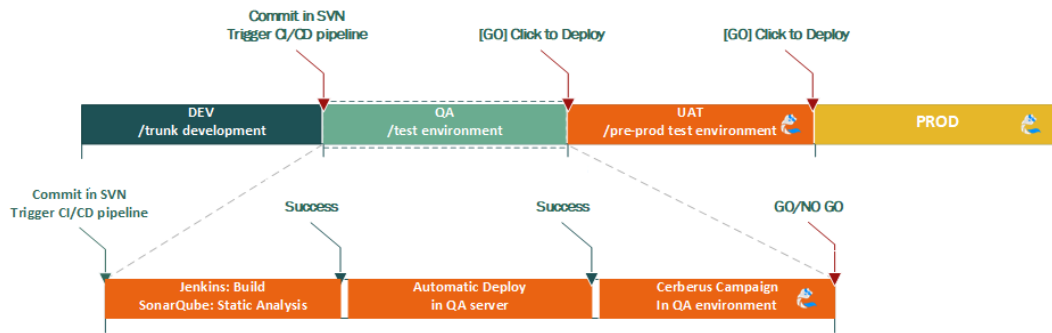 Commit in SVN
Trigger CI/CD pipeline
[GO] Click to Deploy
[GO] Click to Deploy
DEV
/trunk development
QA
/test environment
UAT
/pre-prod test environment
PROD
Commit in SVN
Trigger CI/CD pipeline
Success
Success
GO/NO GO
Jenkins: Build
SonarQube: Static Analysis
Automatic Deploy
in QA server
Cerberus Campaign
In QA environment